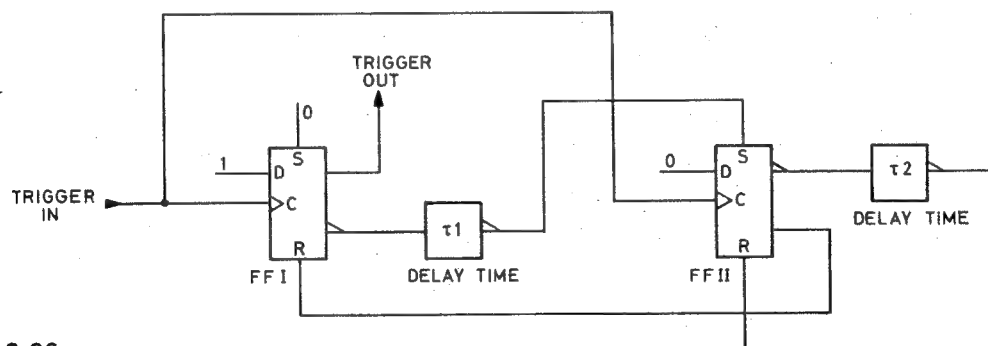 TRIGGER
OUT
0
0
1
S
S
D
D
τ2
TRIGGER
IN
C
C
DELAY TIME
τ1
R
R
FF I
DELAY TIME
FF II